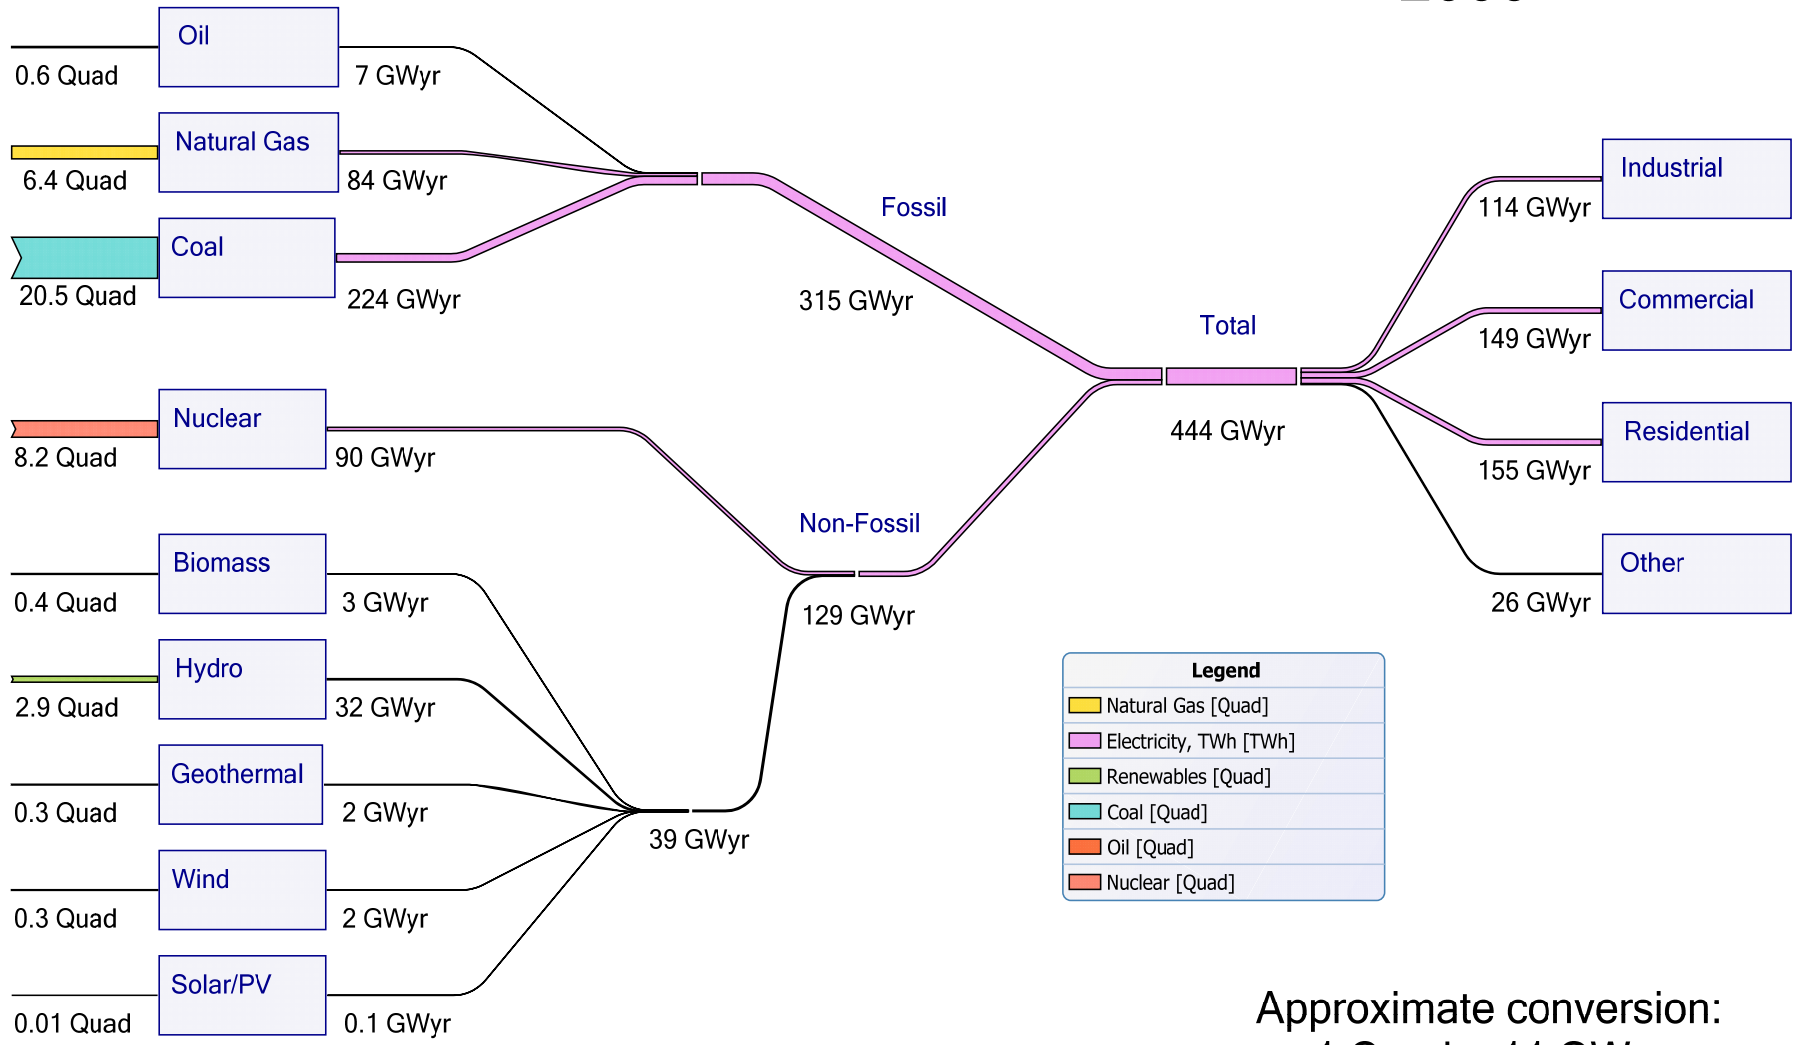 Oil
0.6 Quad
7 GWyr
Natural Gas
6.4 Quad
84 GWyr
Coal
20.5 Quad
224 GWyr
Fossil
315 GWyr
Nuclear
8.2 Quad
90 GWyr
Non-Fossil
129 GWyr
Biomass
0.4 Quad
3 GWyr
Hydro
2.9 Quad
32 GWyr
Geothermal
0.3 Quad
2 GWyr
39 GWyr
Wind
0.3 Quad
2 GWyr
Solar/PV
0.01 Quad
0.1 GWyr
Total
444 GWyr
Industrial
114 GWyr
Commercial
149 GWyr
Residential
155 GWyr
Other
26 GWyr
Legend
Natural Gas [Quad]
Electricity, TWh [TWh]
Renewables [Quad]
Coal [Quad]
Oil [Quad]
Nuclear [Quad]
Approximate conversion: